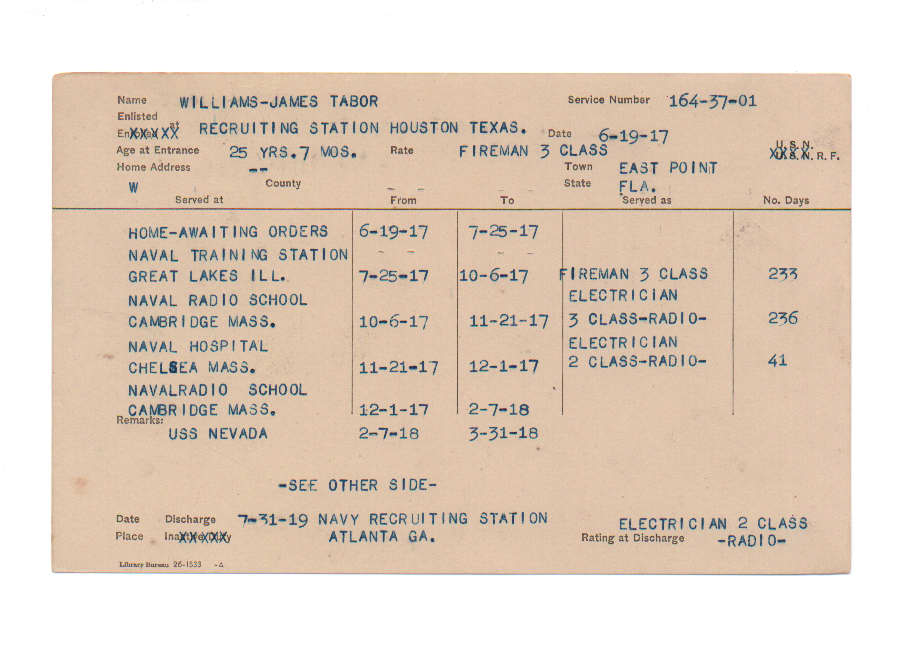 Name WILLIAMS-JAMES TABOR Service Number 164-37-01
Enlisted
at RECRUITING STATION HOUSTON TEXAS. Date 6-19-17
Age at Entrance 25 YRS.7 MOS. Rate FIREMAN 3 CLASS U.S.N.
U.S.N.R.F.
Home Address -- Town EAST POINT
W County - - State FLA.
Served at From To Served as No. Days
HOME-AWAITING ORDERS 6-19-17 7-25-17
NAVAL TRAINING STATION - - - -
GREAT LAKES ILL. 7-25-17 10-6-17 FIREMAN 3 CLASS 233
NAVAL RADIO SCHOOL ELECTRICIAN
CAMBRIDGE MASS. 10-6-17 11-21-17 3 CLASS-RADIO- 236
NAVAL HOSPITAL ELECTRICIAN
CHELSEA MASS. 11-21-17 12-1-17 2 CLASS-RADIO- 41
NAVALRADIO SCHOOL
CAMBRIDGE MASS. 12-1-17 2-7-18
Remarks:
USS NEVADA 2-7-18 3-31-18
-SEE OTHER SIDE-
Date Discharge 7-31-19 NAVY RECRUITING STATION ELECTRICIAN 2 CLASS
Place ATLANTA GA. Rating at Discharge -RADIO-
Library Bureau 26-1533 -A